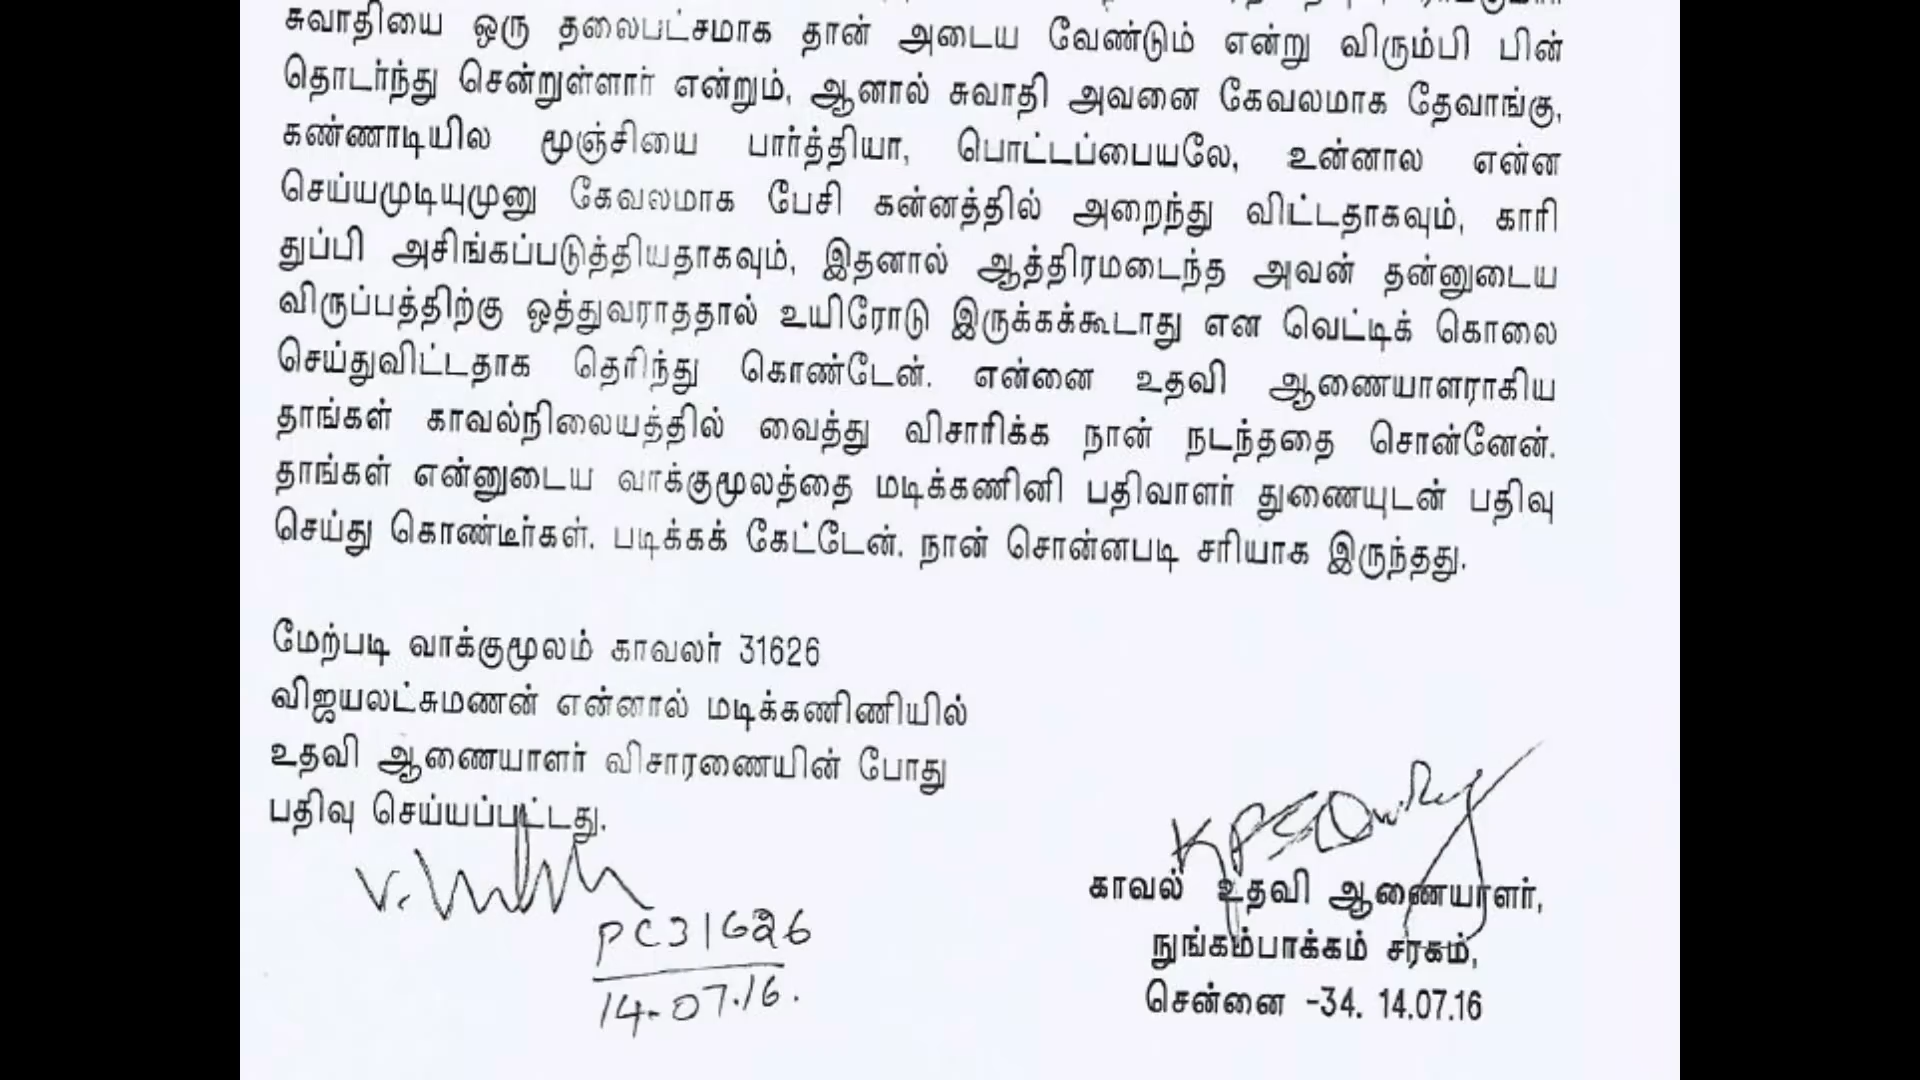 சுவாதியை ஒரு தலைபட்சமாக தான் அடைய வேண்டும் என்று விரும்பி பின்
தொடர்ந்து சென்றுள்ளார் என்றும், ஆனால் சுவாதி அவனை கேவலமாக தேவாங்கு,
கண்ணாடியில மூஞ்சியை பார்த்தியா, பொட்டப்பையலே, உன்னால என்ன
செய்யமுடியுமுனு கேவலமாக பேசி கன்னத்தில் அறைந்து விட்டதாகவும், காரி
துப்பி அசிங்கப்படுத்தியதாகவும், இதனால் ஆத்திரமடைந்த அவன் தன்னுடைய
விருப்பத்திற்கு ஒத்துவராததால் உயிரோடு இருக்கக்கூடாது என வெட்டிக் கொலை
செய்துவிட்டதாக தெரிந்து கொண்டேன். என்னை உதவி ஆணையாளராகிய
தாங்கள் காவல்நிலையத்தில் வைத்து விசாரிக்க நான் நடந்ததை சொன்னேன்.
தாங்கள் என்னுடைய வாக்குமூலத்தை மடிக்கணினி பதிவாளர் துணையுடன் பதிவு
செய்து கொண்டீர்கள். படிக்கக் கேட்டேன். நான் சொன்னபடி சரியாக இருந்தது.
மேற்படி வாக்குமூலம் காவலர் 31626
விஜயலட்சுமணன் என்னால் மடிக்கணிணியில்
உதவி ஆணையாளர் விசாரணையின் போது
பதிவு செய்யப்பட்டது.
PC31626
14-07.16.
காவல் உதவி ஆணையாளர்,
நுங்கம்பாக்கம் சரகம்,
சென்னை -34. 14.07.16